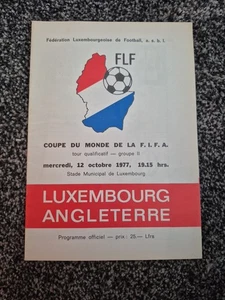 Fédération Luxembourgeoise de Football, a.s.b.l.
FLF
COUPE DU MONDE DE LA F.I.F.A.
tour qualificatif — groupe II
mercredi, 12 octobre 1977, 19.15 hrs.
Stade Municipal de Luxembourg
LUXEMBOURG
ANGLETERRE
Programme officiel — prix: 25.— Lfrs